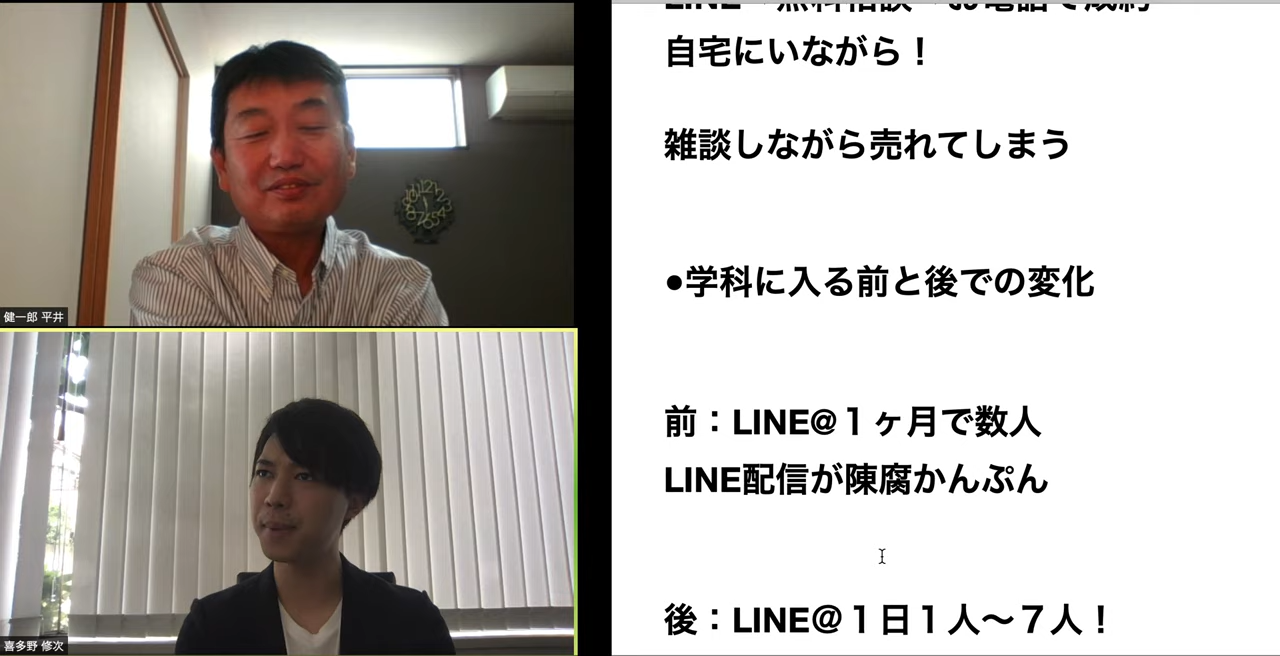 健一郎 平井
喜多野 修次
自宅にいながら！
雑談しながら売れてしまう
●学科に入る前と後での変化
前：LINE@１ヶ月で数人
LINE配信が陳腐かんぷん
後：LINE@１日１人〜７人！